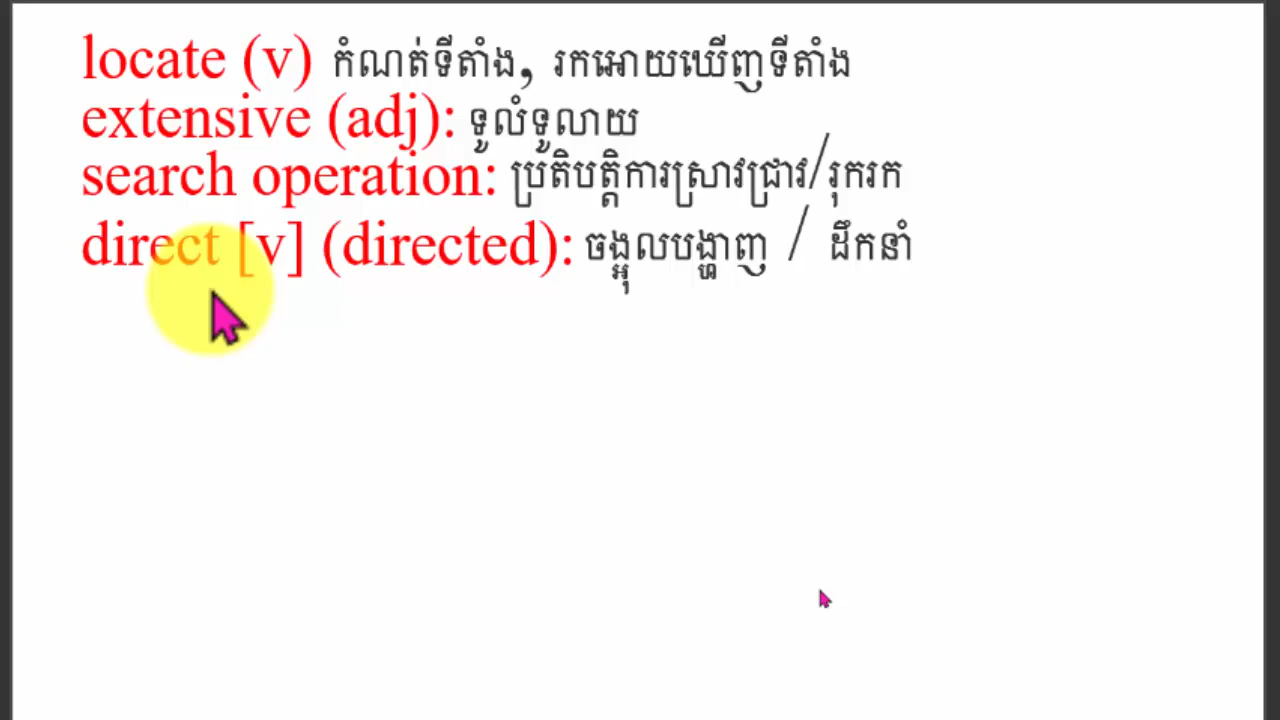 locate (v) កំណត់ទីតាំង, រកអោយឃើញទីតាំង
extensive (adj): ទូលំទូលាយ
search operation: ប្រតិបត្តិការស្រាវជ្រាវ/រុករក
direct [v] (directed): ចង្អុលបង្ហាញ / ដឹកនាំ